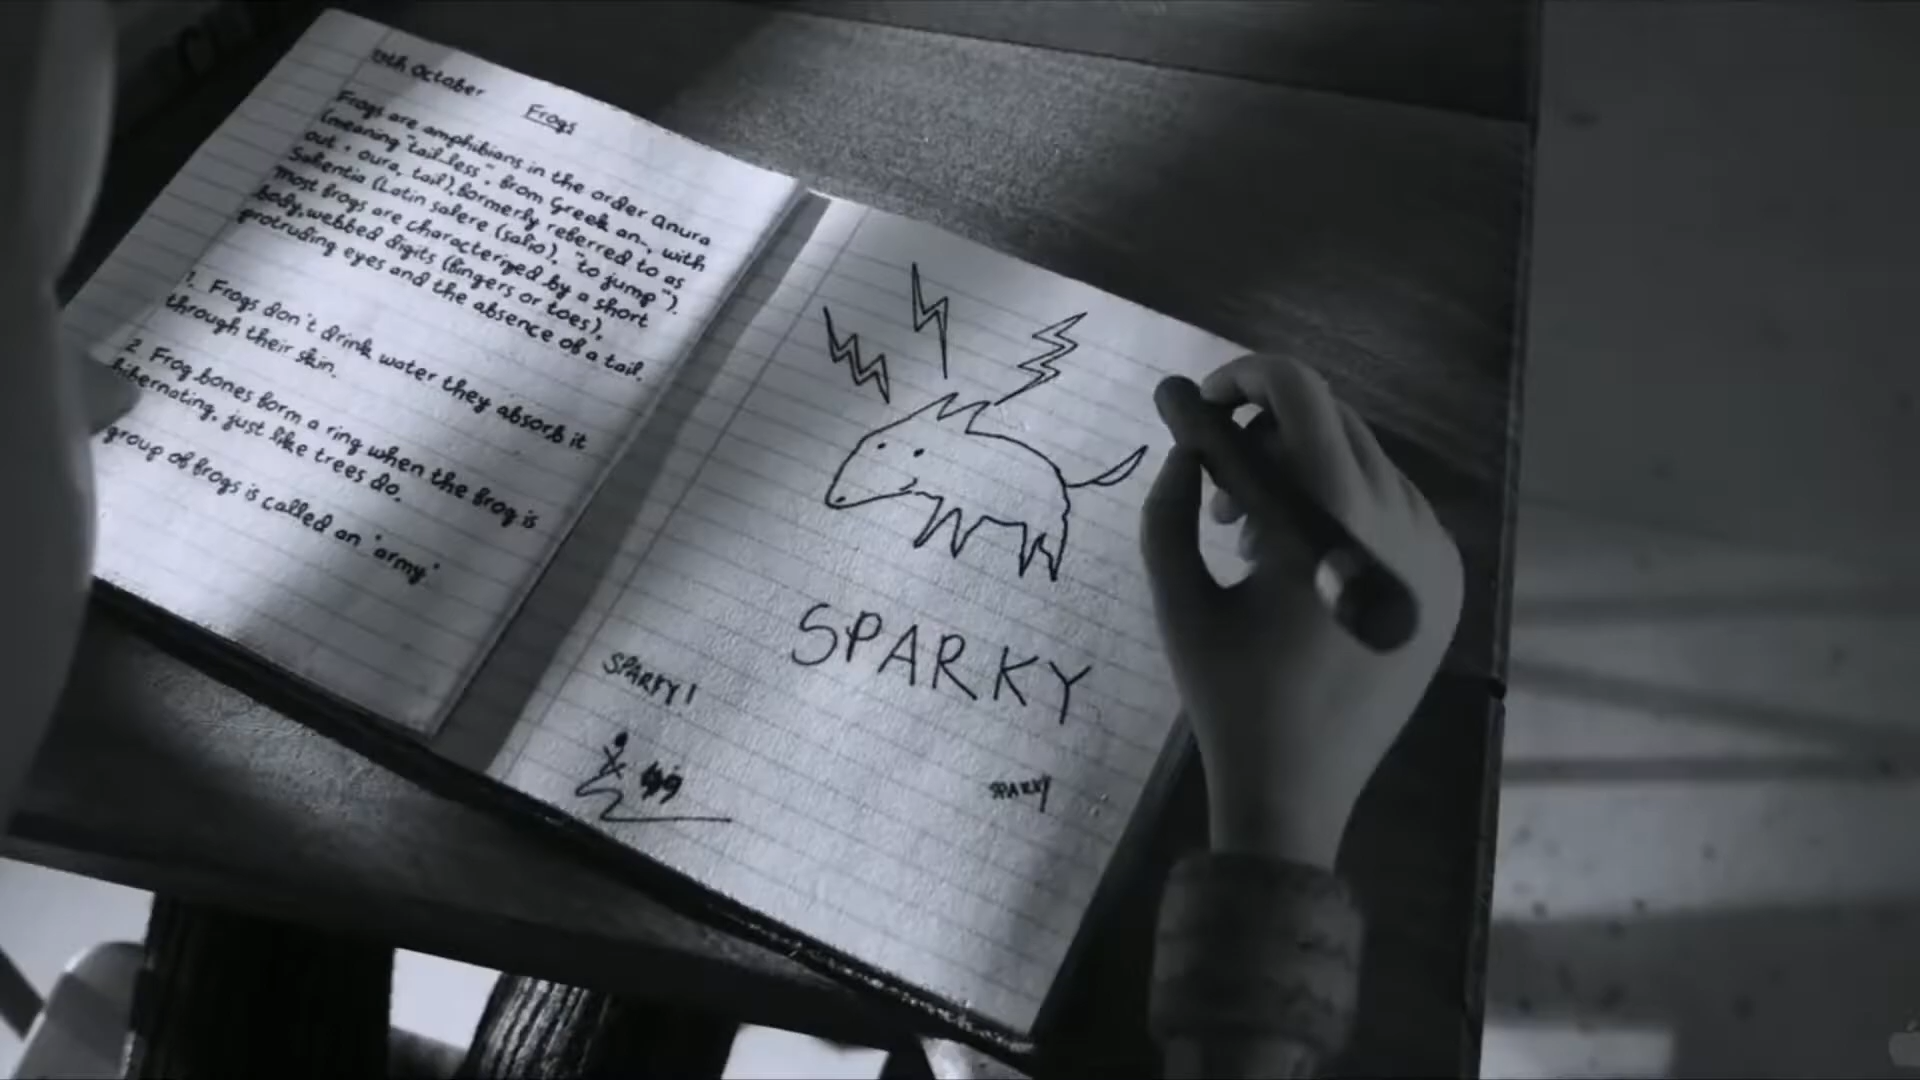 13th October
Frogs
Frogs are amphibians in the order anura
(meaning "tail-less", from Greek an-, with
out + oura, tail), formerly referred to as
Salientia (Latin salere (salio), "to jump").
most frogs are characterized by a short
body, webbed digits (fingers or toes),
protruding eyes and the absence of a tail.
1. Frogs don't drink water they absorb it
through their skin.
2. Frog bones form a ring when the frog is
hibernating, just like trees do.
group of frogs is called an "army."
SPARKY
SPARKY!
SPARKY